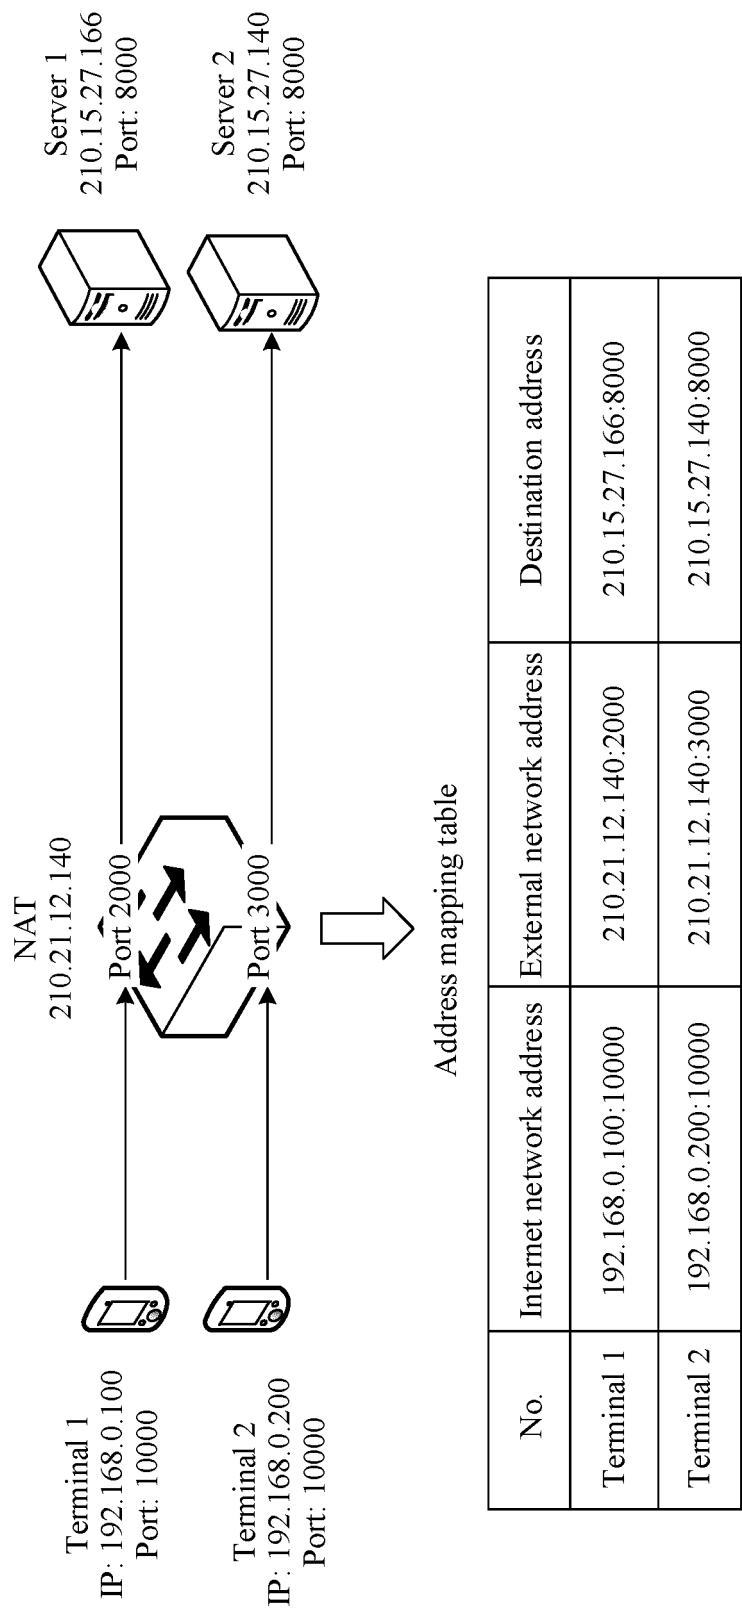 Terminal 1
IP: 192.168.0.100
Port: 10000
NAT
210.21.12.140
Port 2000
Server 1
210.15.27.166
Port: 8000
Terminal 2
IP: 192.168.0.200
Port: 10000
Port 3000
Server 2
210.15.27.140
Port: 8000
Address mapping table
No. Internet network address External network address Destination address
Terminal 1 192.168.0.100:10000 210.21.12.140:2000 210.15.27.166:8000
Terminal 2 192.168.0.200:10000 210.21.12.140:3000 210.15.27.140:8000